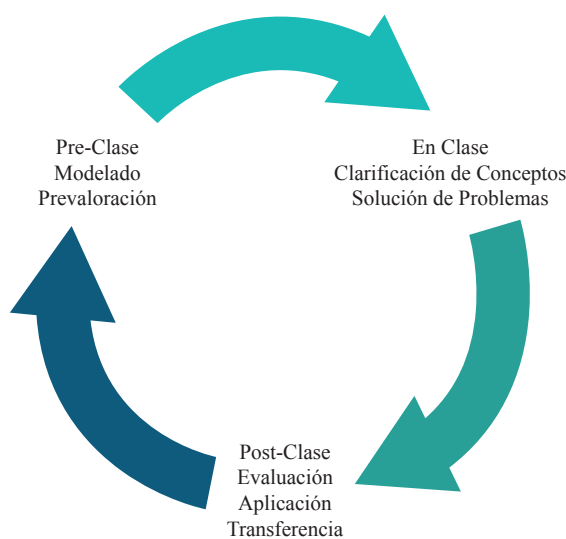 Pre-Clase
Modelado
Prevaloración
En Clase
Clarificación de Conceptos
Solución de Problemas
Post-Clase
Evaluación
Aplicación
Transferencia